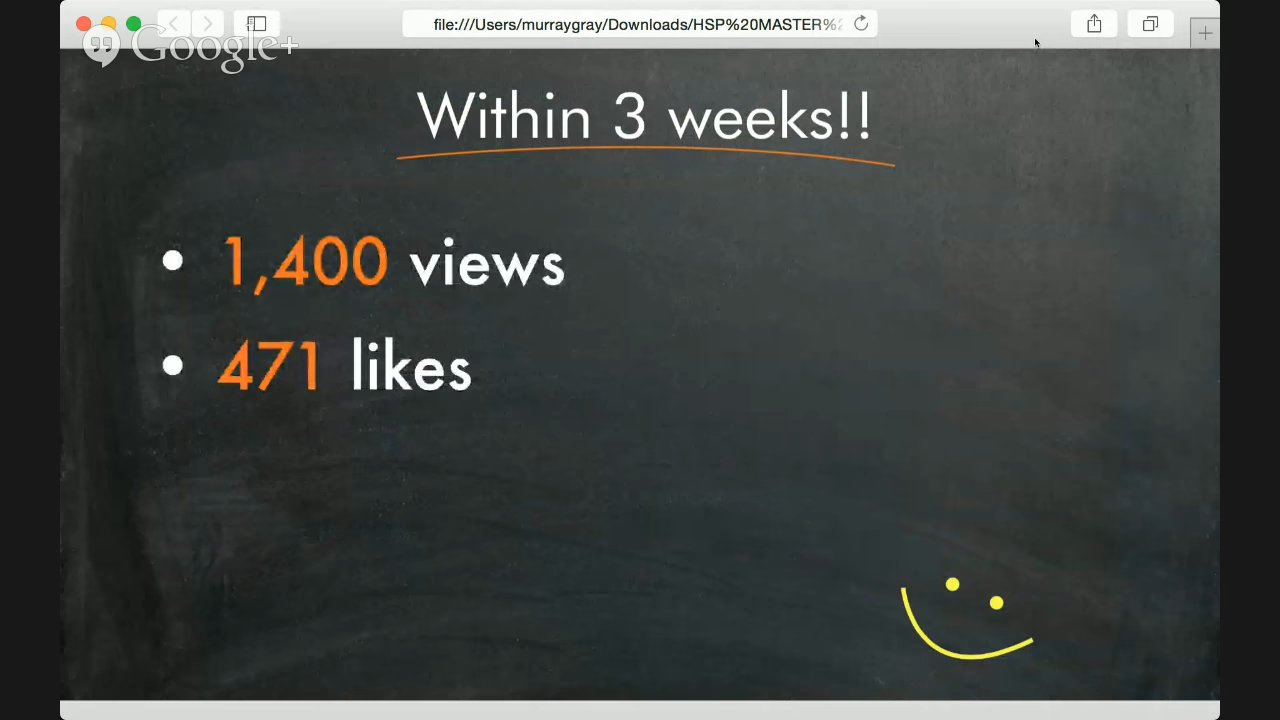 file:///Users/murraygray/Downloads/HSP%20MASTER%2
Google+
Within 3 weeks!!
• 1,400 views
• 471 likes